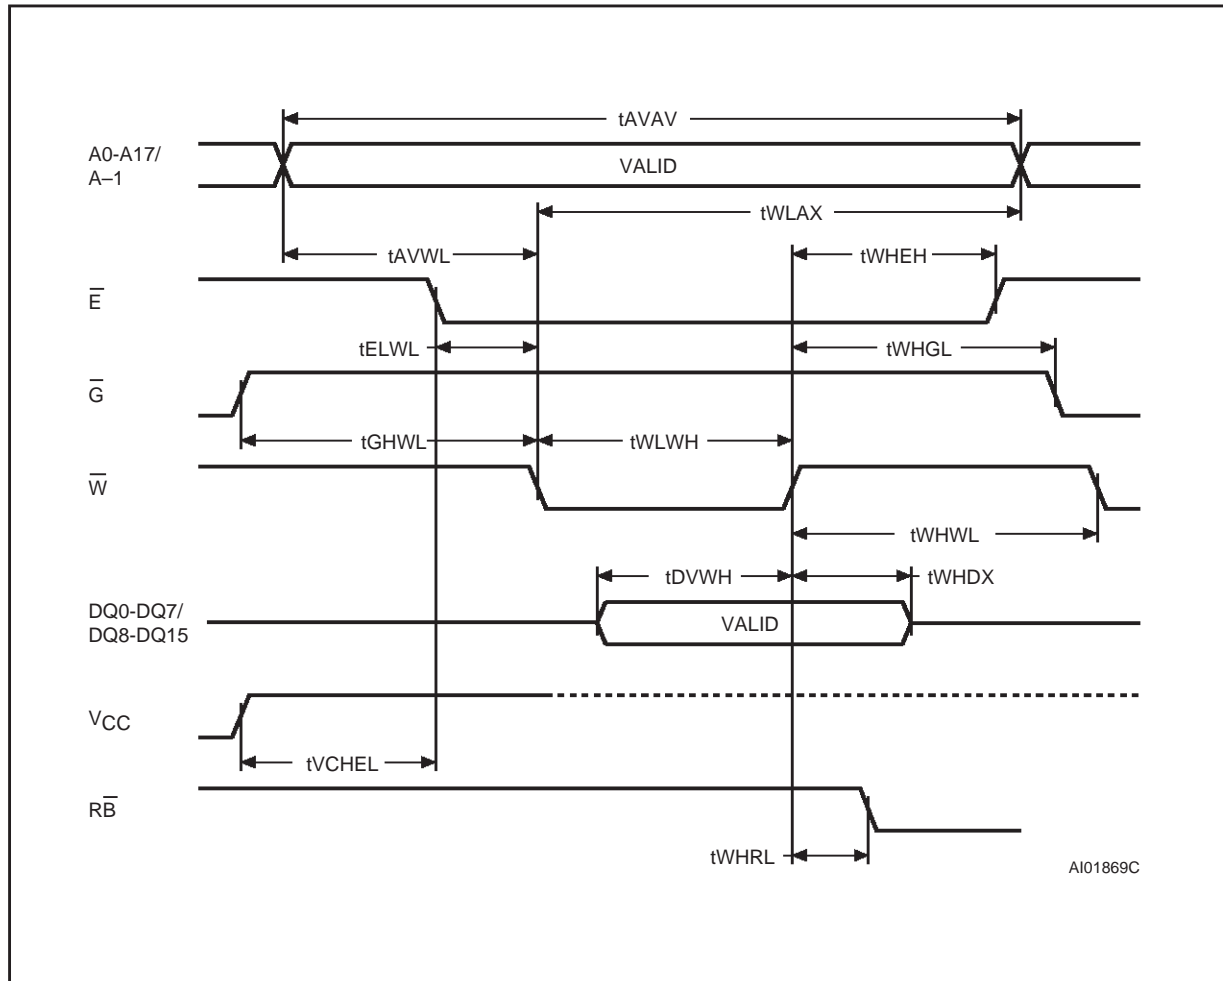 tAVAV
A0-A17/
A–1
VALID
tWLAX
tAVWL
tWHEH
E̅
tELWL
tWHGL
G̅
tGHWL
tWLWH
W̅
tWHWL
tDVWH
tWHDX
DQ0-DQ7/
DQ8-DQ15
VALID
VCC
tVCHEL
RB̅
tWHRL
AI01869C